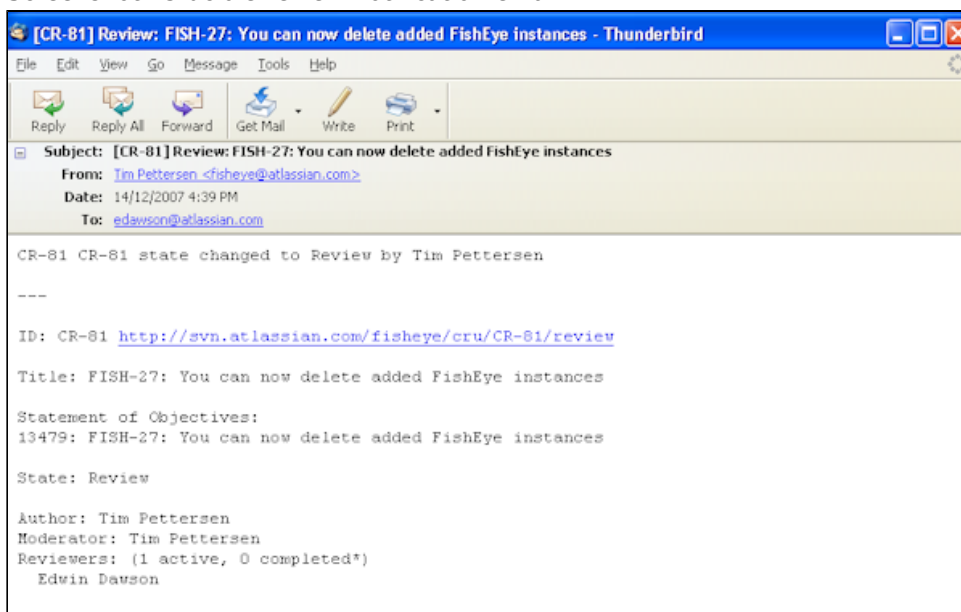 [CR-81] Review: FISH-27: You can now delete added FishEye instances - Thunderbird
File Edit View Go Message Tools Help
Reply Reply All Forward Get Mail Write Print
Subject: [CR-81] Review: FISH-27: You can now delete added FishEye instances
From: Tim Pettersen <fisheye@atlassian.com>
Date: 14/12/2007 4:39 PM
To: edawson@atlassian.com
CR-81 CR-81 state changed to Review by Tim Pettersen
---
ID: CR-81 http://svn.atlassian.com/fisheye/cru/CR-81/review
Title: FISH-27: You can now delete added FishEye instances
Statement of Objectives:
13479: FISH-27: You can now delete added FishEye instances
State: Review
Author: Tim Pettersen
Moderator: Tim Pettersen
Reviewers: (1 active, 0 completed*)
Edwin Dawson